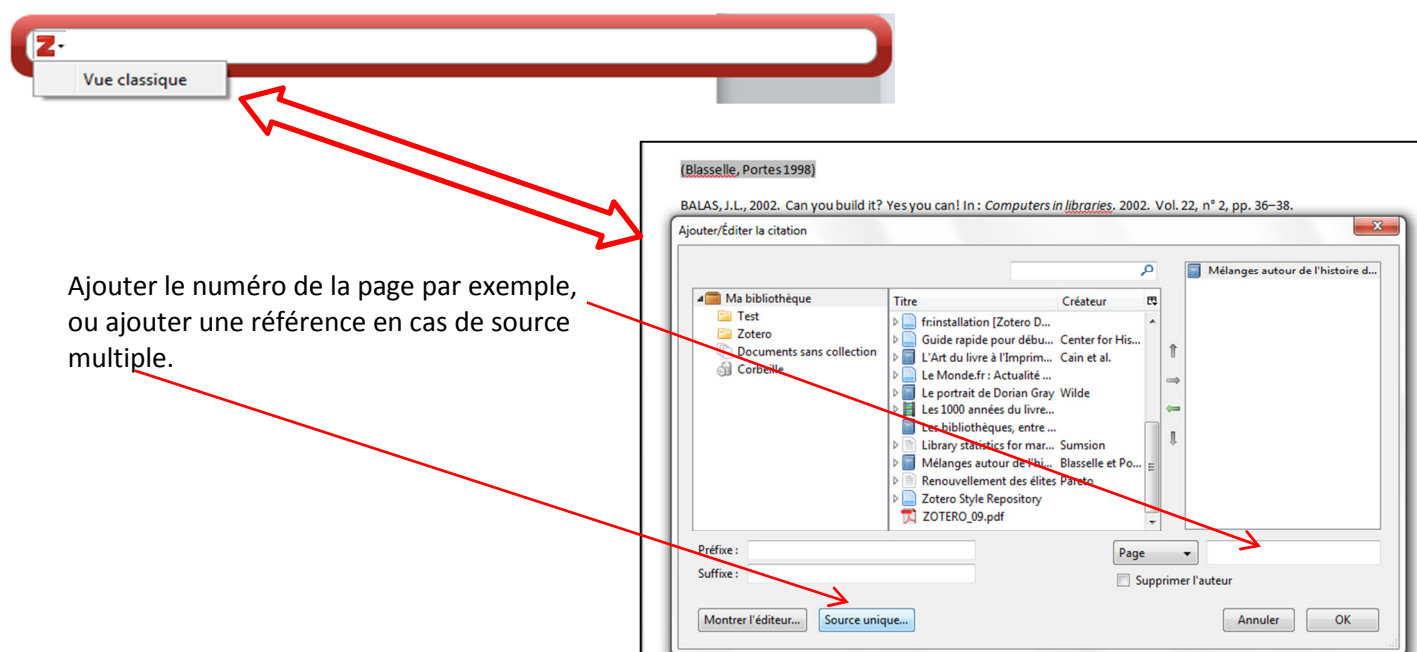 Z
Vue classique
(Blasselle, Portes 1998)
BALAS, J.L., 2002. Can you build it? Yes you can! In : Computers in libraries. 2002. Vol. 22, n° 2, pp. 36–38.
Ajouter/Éditer la citation
Ajouter le numéro de la page par exemple,
ou ajouter une référence en cas de source
multiple.
Ma bibliothèque
Test
Zotero
Documents sans collection
Corbeille
Titre Créateur
fr:installation [Zotero D...
Guide rapide pour débu... Center for His...
L'Art du livre à l'Imprim... Cain et al.
Le Monde.fr : Actualité ...
Le portrait de Dorian Gray Wilde
Les 1000 années du livre...
Les bibliothèques, entre ...
Library statistics for mar... Sumsion
Mélanges autour de l'hi... Blasselle et Po...
Renouvellement des élites Pareto
Zotero Style Repository
ZOTERO_09.pdf
Mélanges autour de l'histoire d...
Préfixe :
Suffixe :
Page
Supprimer l'auteur
Montrer l'éditeur... Source unique... Annuler OK